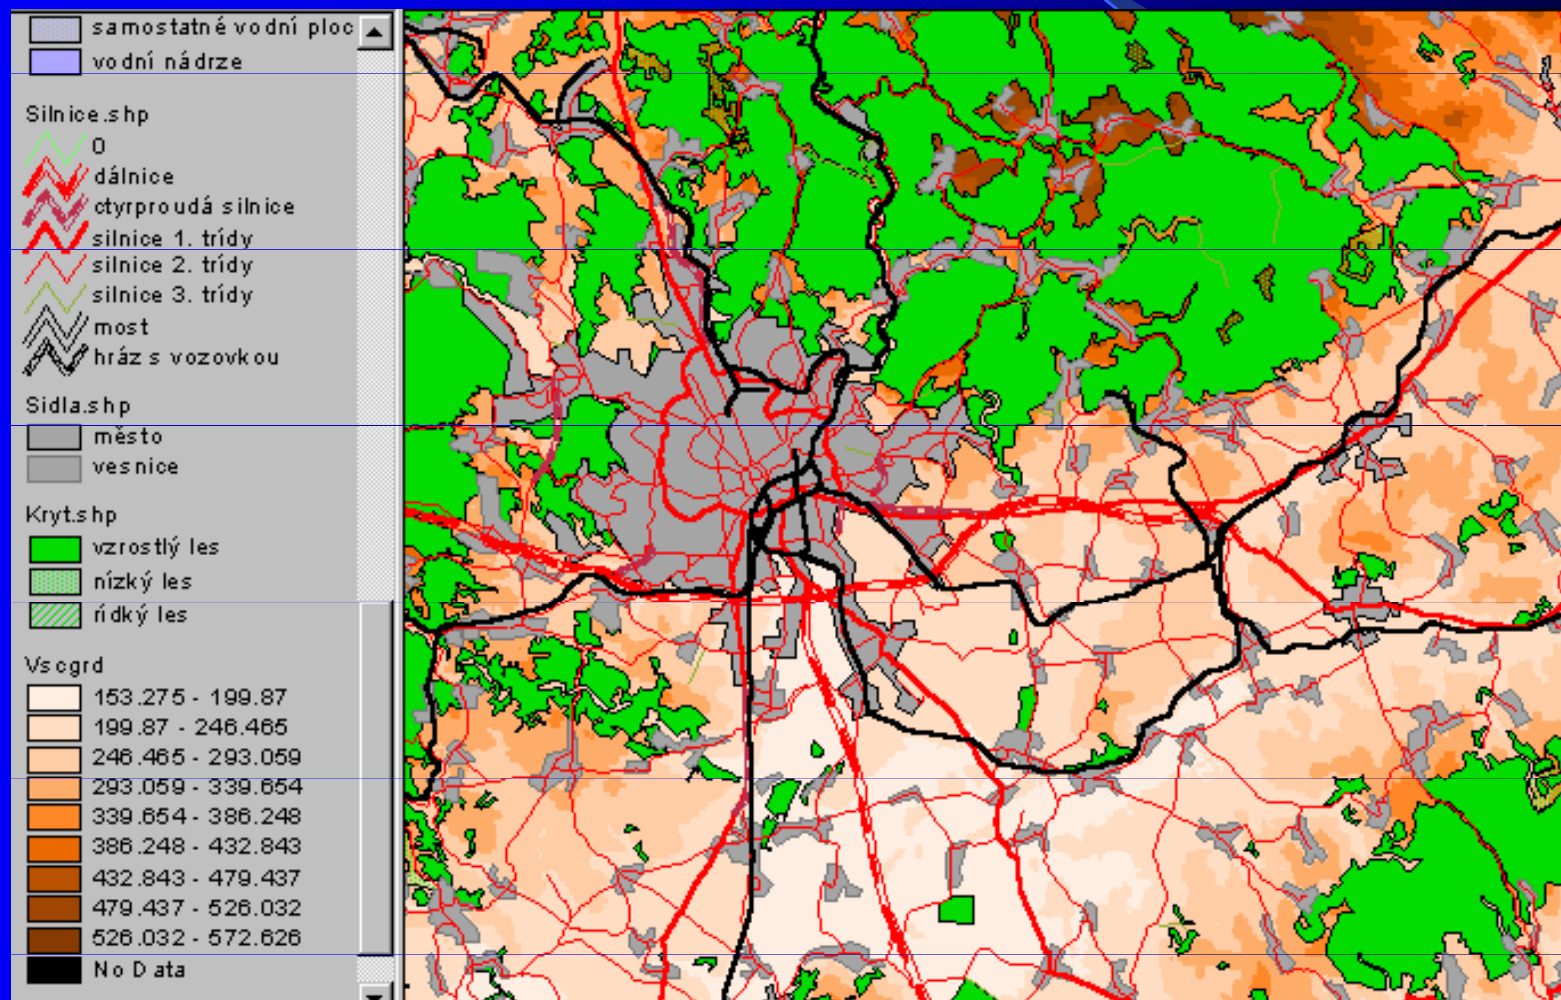 samostatné vodní ploc
vodní nádrze
Silnice.shp
0
dálnice
ctyrproudá silnice
silnice 1. trídy
silnice 2. trídy
silnice 3. trídy
most
hráz s vozovkou
Sidla.shp
město
vesnice
Kryt.shp
vzrostlý les
nízký les
rídký les
Vscgrd
153.275 - 199.87
199.87 - 246.465
246.465 - 293.059
293.059 - 339.654
339.654 - 386.248
386.248 - 432.843
432.843 - 479.437
479.437 - 526.032
526.032 - 572.626
No Data